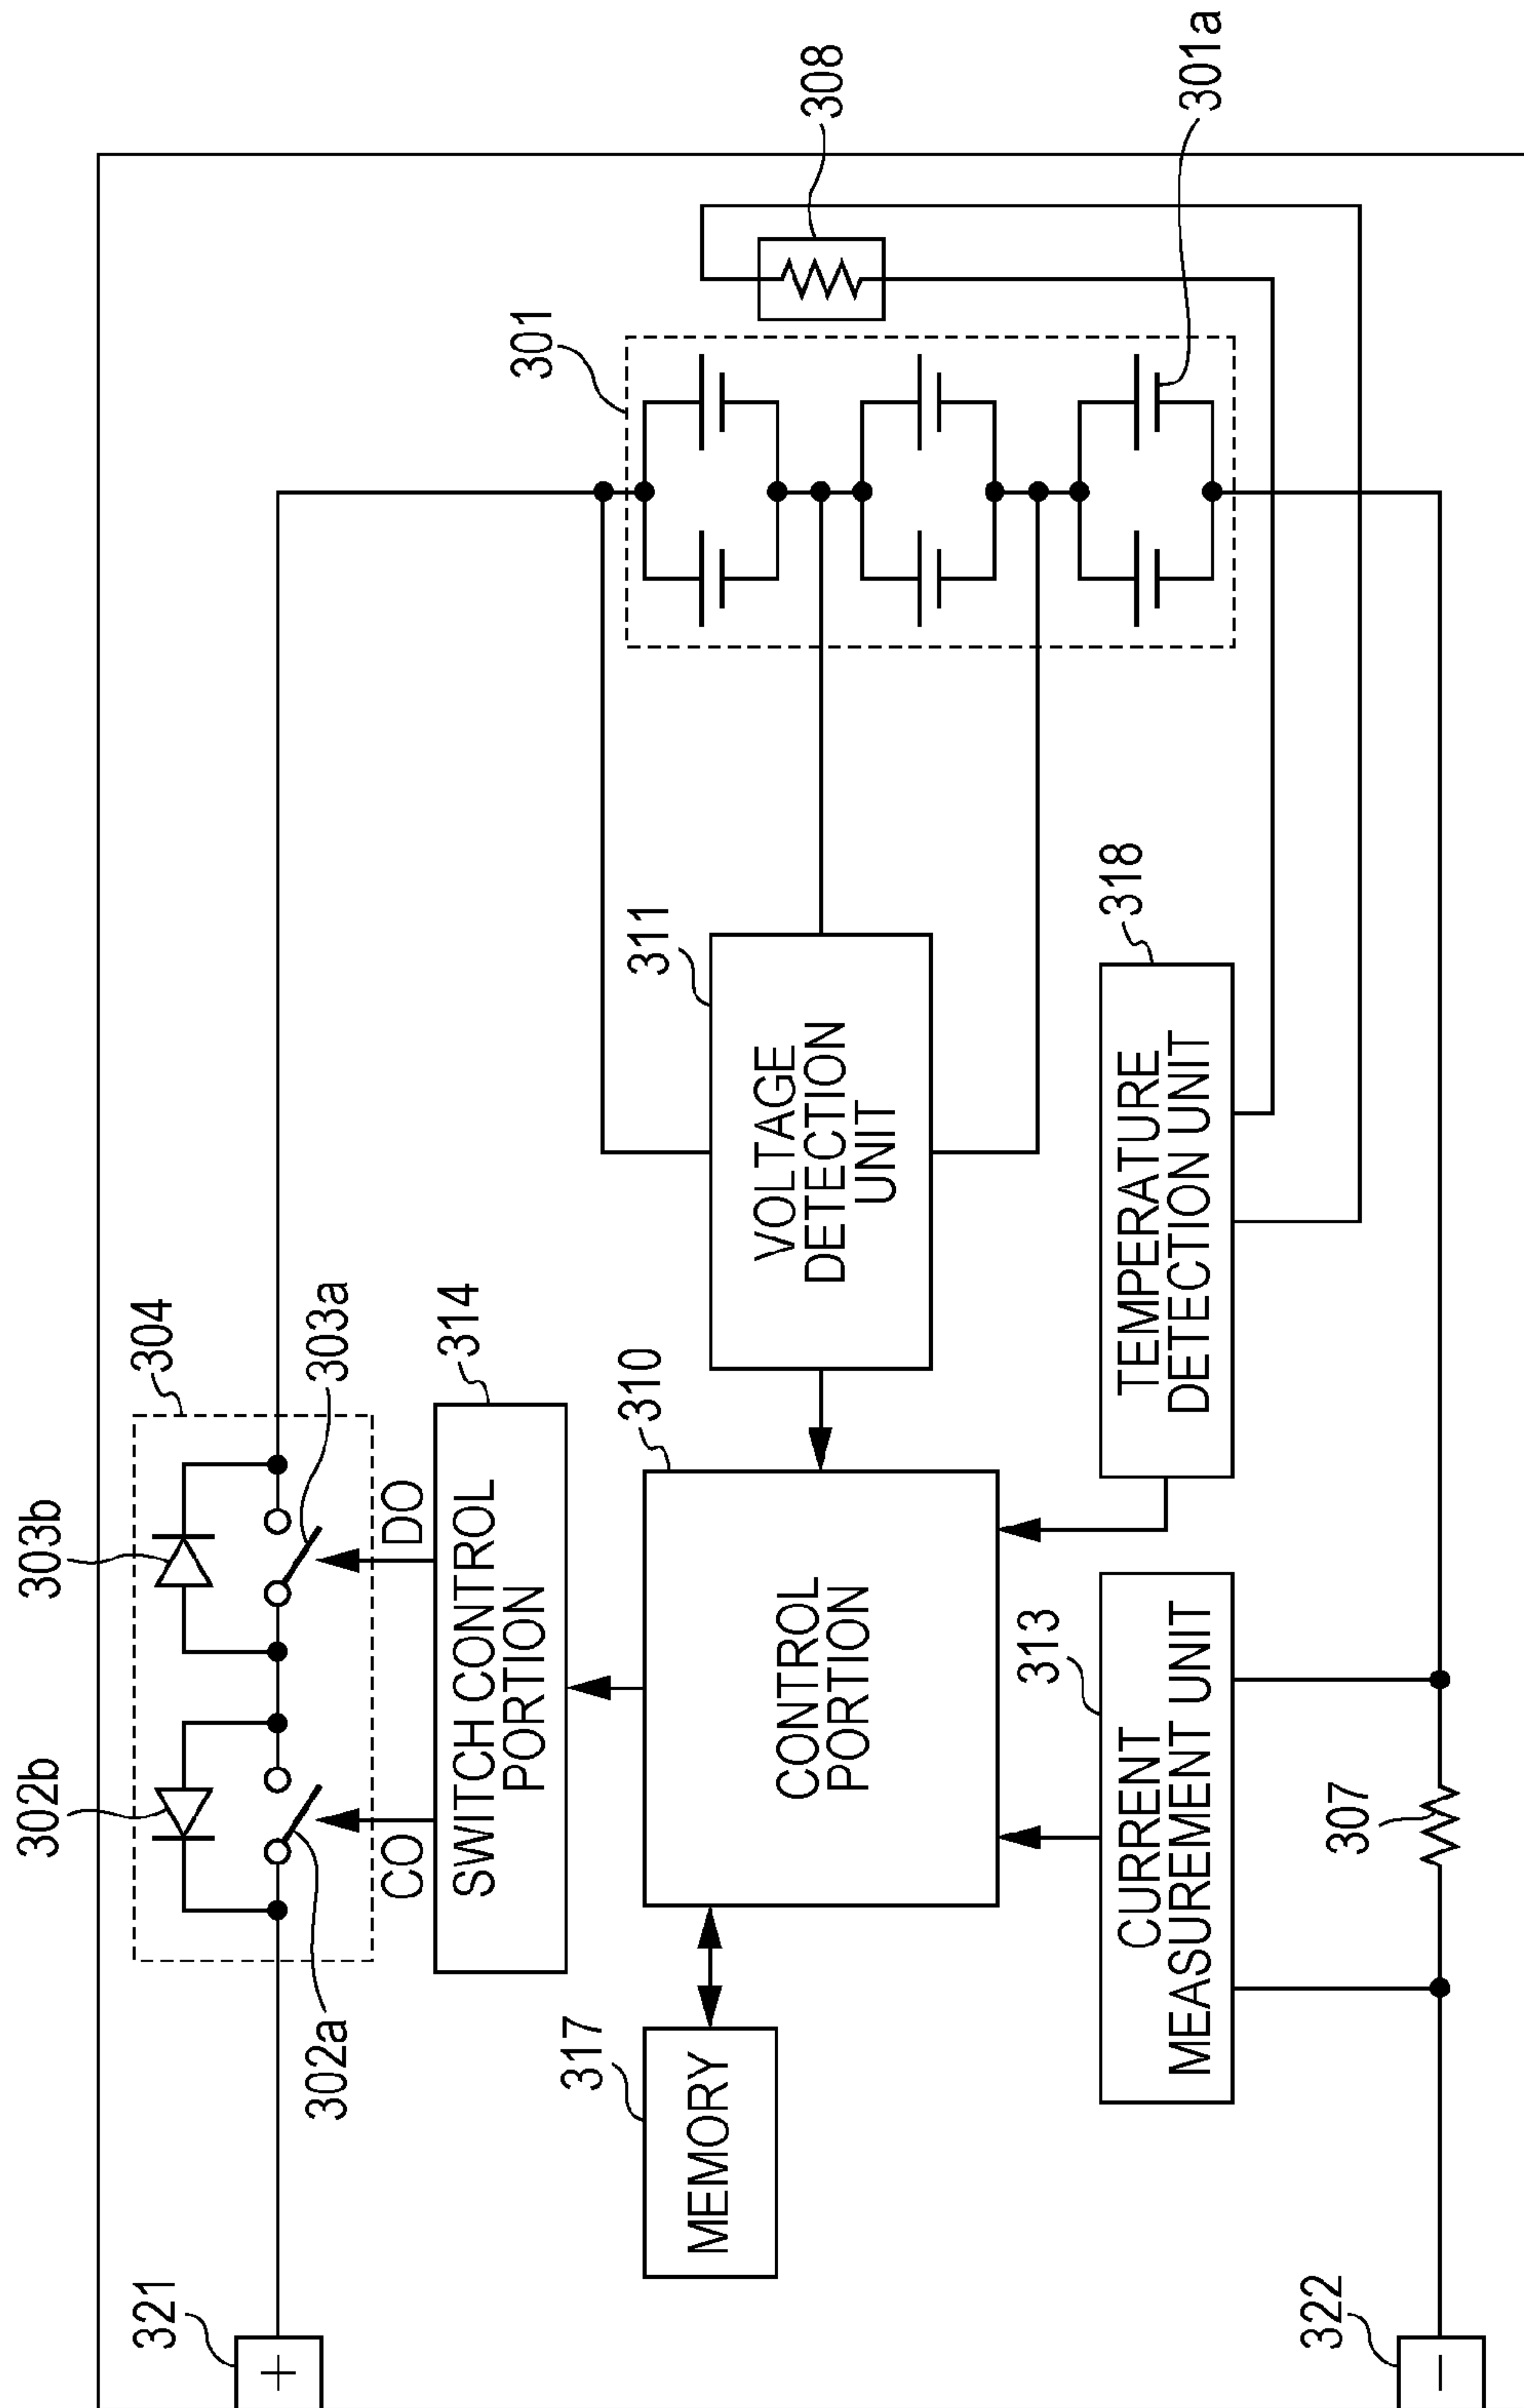 304
303b
302b
303a
302a
321
+
DO
CO
314
SWITCH CONTROL
PORTION
301
308
301a
311
VOLTAGE
DETECTION
UNIT
310
CONTROL
PORTION
317
MEMORY
318
TEMPERATURE
DETECTION UNIT
313
CURRENT
MEASUREMENT UNIT
307
322
−